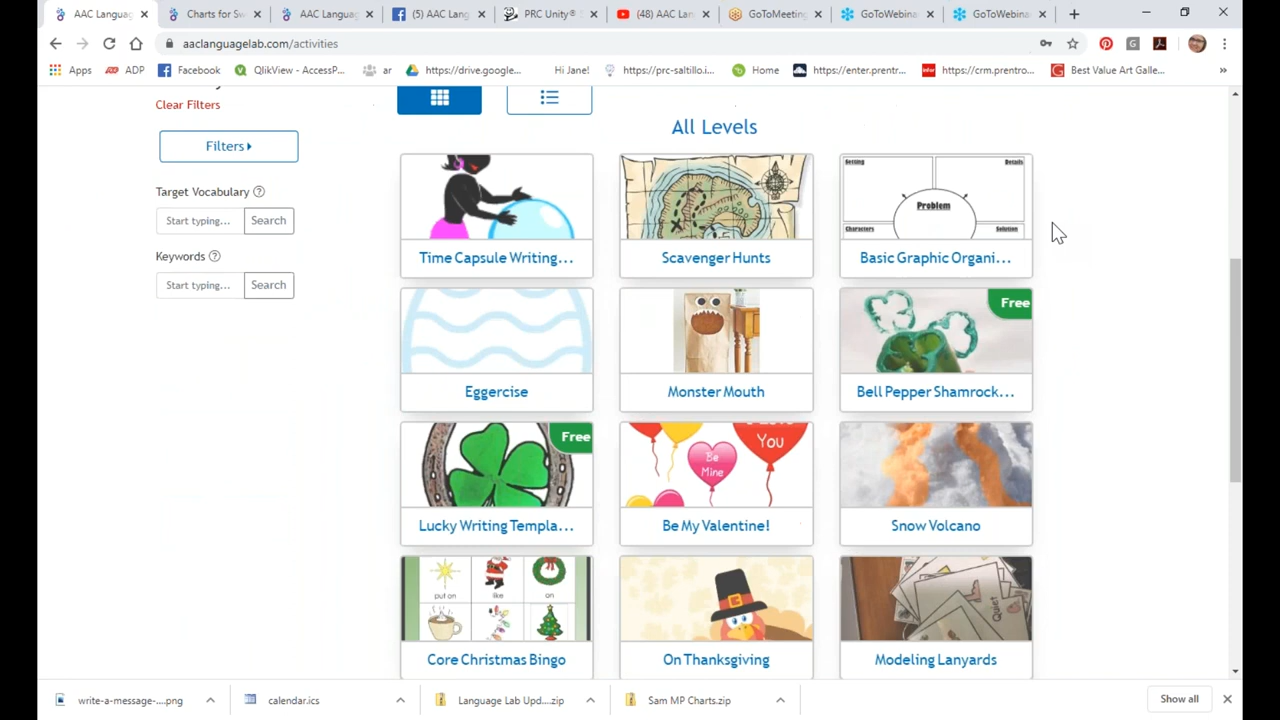 AAC Language
Charts for Sw
AAC Languag
(5) AAC Lang
PRC Unity®
(48) AAC Lan
GoToMeeting
GoToWebina
GoToWebina
aaclanguagelab.com/activities
Apps
ADP
Facebook
QlikView - AccessP...
ar
https://drive.google...
Hi Jane!
https://prc-saltillo.i...
Home
https://enter.prentr...
https://crm.prentro...
Best Value Art Galle...
Clear Filters
Filters
All Levels
Target Vocabulary
Start typing...
Search
Keywords
Start typing...
Search
Setting
Details
Problem
Characters
Solution
Time Capsule Writing...
Scavenger Hunts
Basic Graphic Organi...
Free
Eggercise
Monster Mouth
Bell Pepper Shamrock...
Free
I Love
You
Be
Mine
Lucky Writing Templa...
Be My Valentine!
Snow Volcano
put on
like
on
Quiet
Core Christmas Bingo
On Thanksgiving
Modeling Lanyards
write-a-message-....png
calendar.ics
Language Lab Upd....zip
Sam MP Charts.zip
Show all